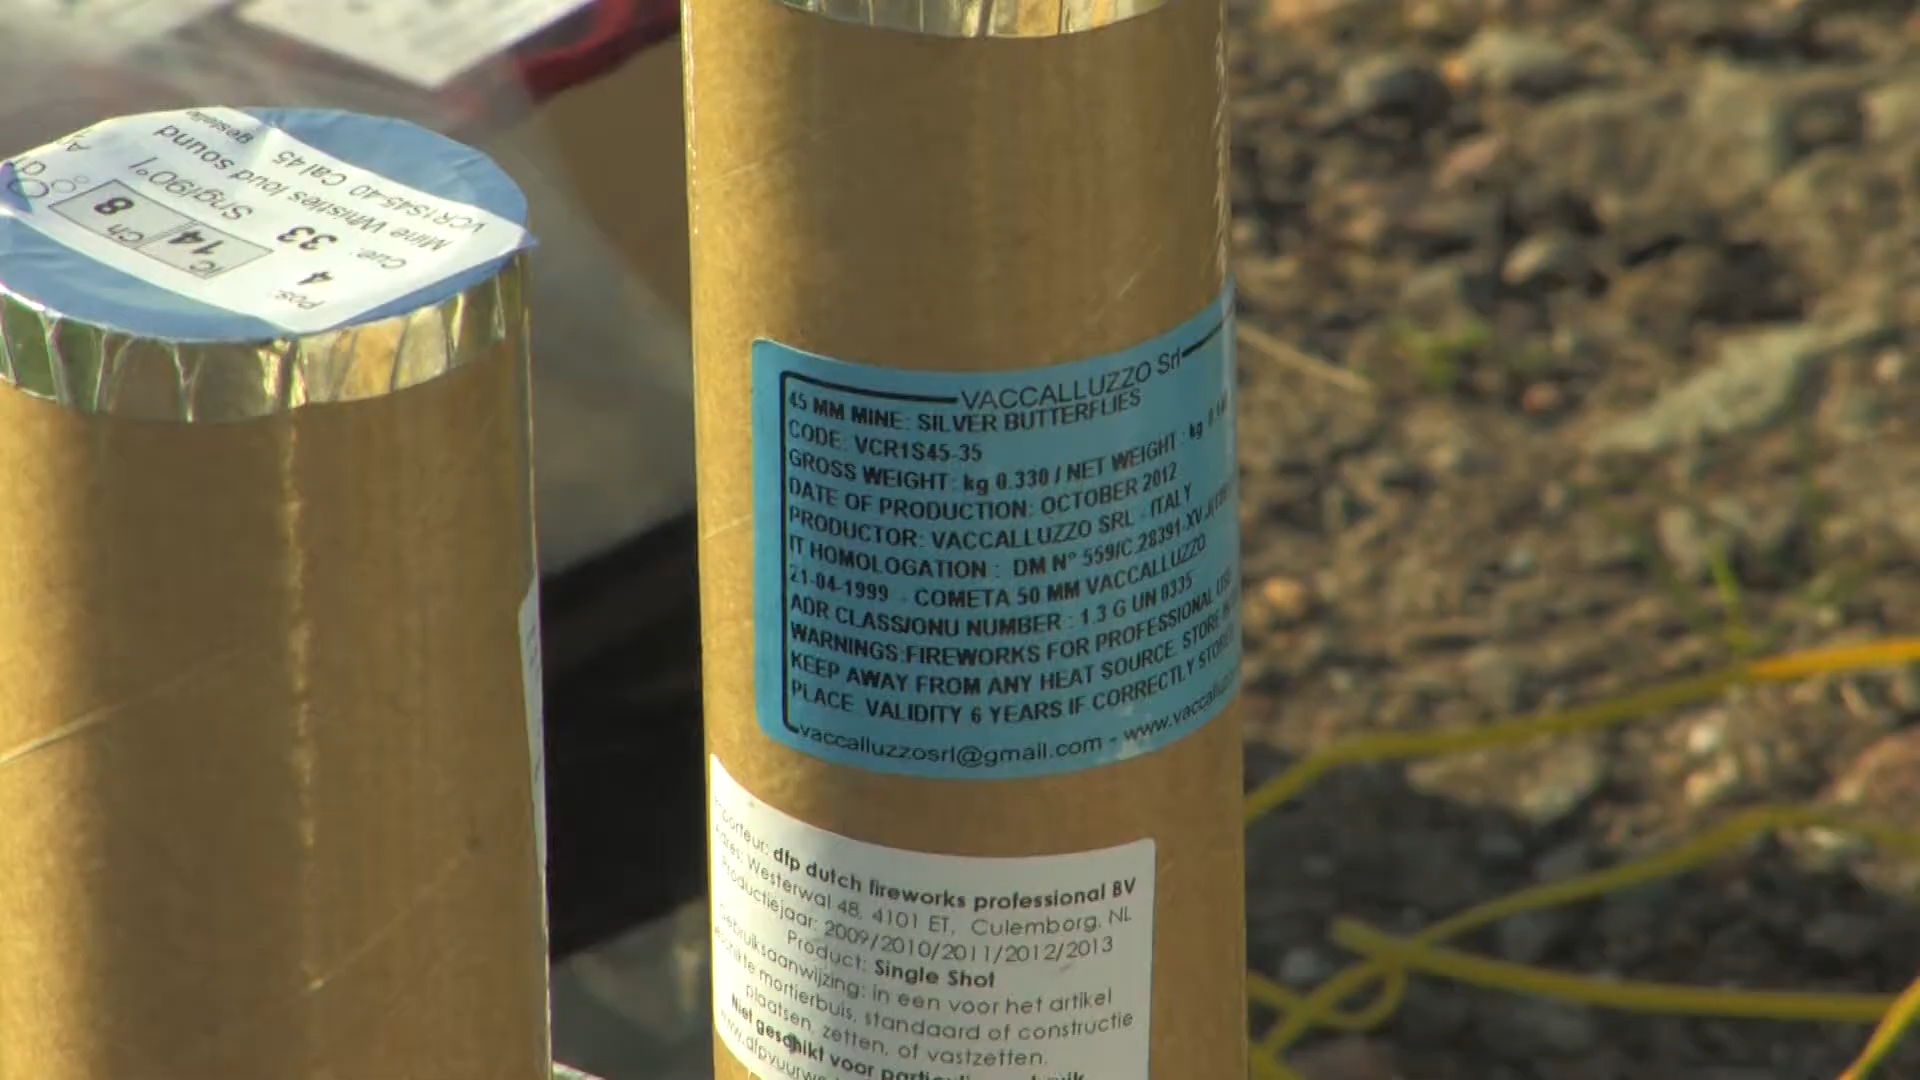 Pos: 4
Cue: 33
IC 14 Ch 8
Mine Whistles loud sound
Sng(90°)
VCR1S45-40 Cal 45
VACCALLUZZO Srl
45 MM MINE: SILVER BUTTERFLIES
CODE: VCR1S45-35
GROSS WEIGHT: kg 0.330 / NET WEIGHT: kg
DATE OF PRODUCTION: OCTOBER 2012
PRODUCTOR: VACCALLUZZO SRL - ITALY
IT HOMOLOGATION : DM N° 559/C.28391-XV
21-04-1999 - COMETA 50 MM VACCALLUZZO
ADR CLASS/ONU NUMBER : 1.3 G UN 0335
WARNINGS:FIREWORKS FOR PROFESSIONAL USE
KEEP AWAY FROM ANY HEAT SOURCE. STORE
PLACE. VALIDITY 6 YEARS IF CORRECTLY STORED
vaccalluzzosrl@gmail.com - www.vaccalluzzo
dfp dutch fireworks professional BV
Westerwal 48, 4101 ET, Culemborg, NL
Productiejaar: 2009/2010/2011/2012/2013
Product: Single Shot
Gebruiksaanwijzing: in een voor het artikel
mortierbuis, standaard of constructie
plaatsen, zetten, of vastzetten.
Niet geschikt voor